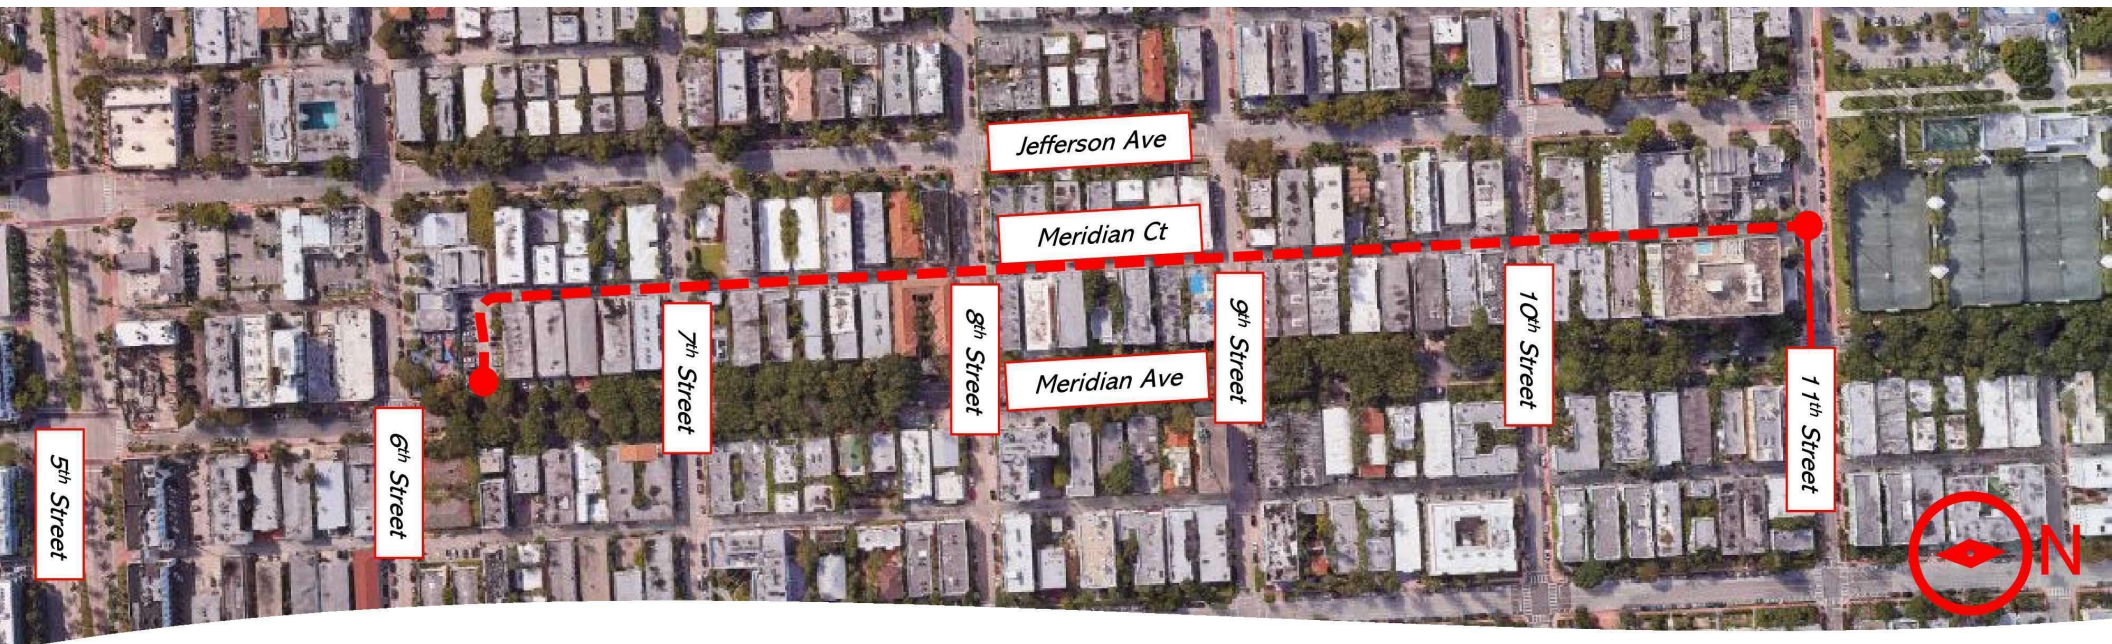 Jefferson Ave
Meridian Ct
Meridian Ave
5th Street
6th Street
7th Street
8th Street
9th Street
10th Street
11th Street
N